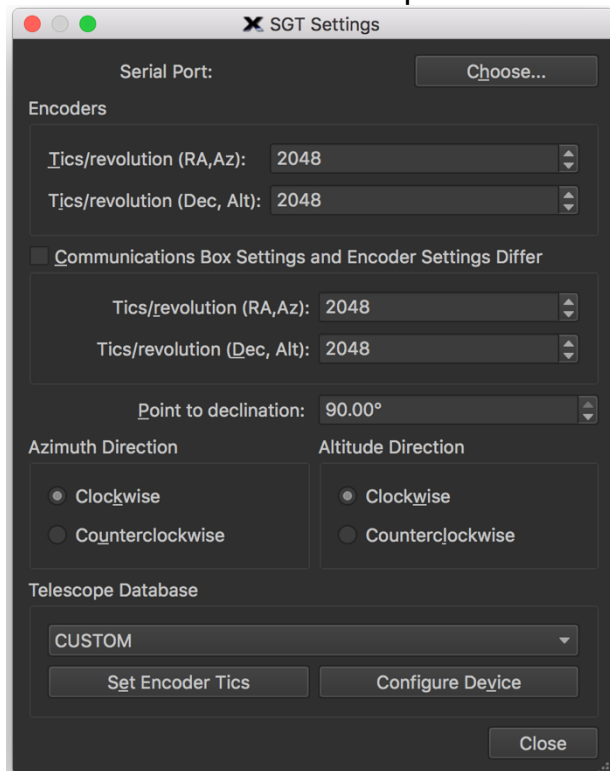 SGT Settings
Serial Port: Choose...
Encoders
Tics/revolution (RA,Az): 2048
Tics/revolution (Dec, Alt): 2048
Communications Box Settings and Encoder Settings Differ
Tics/revolution (RA,Az): 2048
Tics/revolution (Dec, Alt): 2048
Point to declination: 90.00°
Azimuth Direction Altitude Direction
Clockwise Clockwise
Counterclockwise Counterclockwise
Telescope Database
CUSTOM
Set Encoder Tics Configure Device
Close